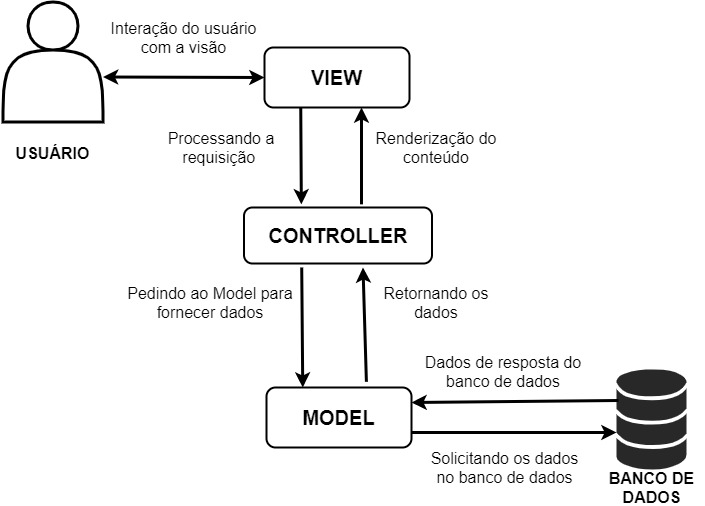 Interação do usuário
com a visão
VIEW
USUÁRIO
Processando a
requisição
Renderização do
conteúdo
CONTROLLER
Pedindo ao Model para
fornecer dados
Retornando os
dados
Dados de resposta do
banco de dados
MODEL
Solicitando os dados
no banco de dados
BANCO DE
DADOS